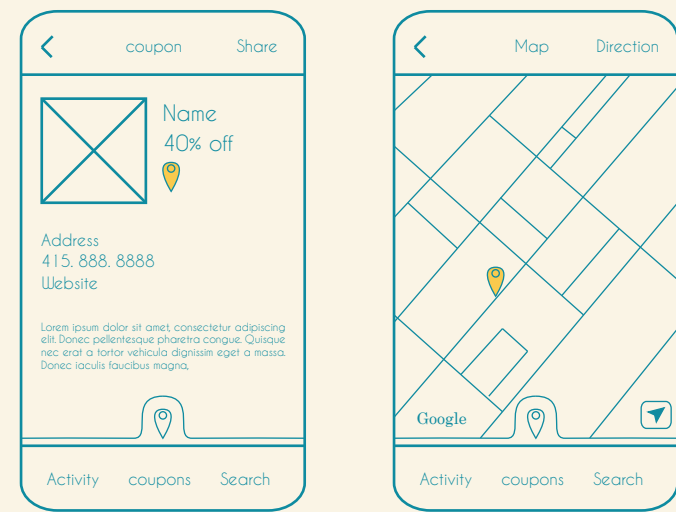 coupon Share
Name
40% off
Address
415. 888. 8888
Website
Lorem ipsum dolor sit amet, consectetur adipiscing
elit. Donec pellentesque pharetra congue. Quisque
nec erat a tortor vehicula dignissim eget a massa.
Donec iaculis faucibus magna,
Activity coupons Search
Map Direction
Google
Activity coupons Search